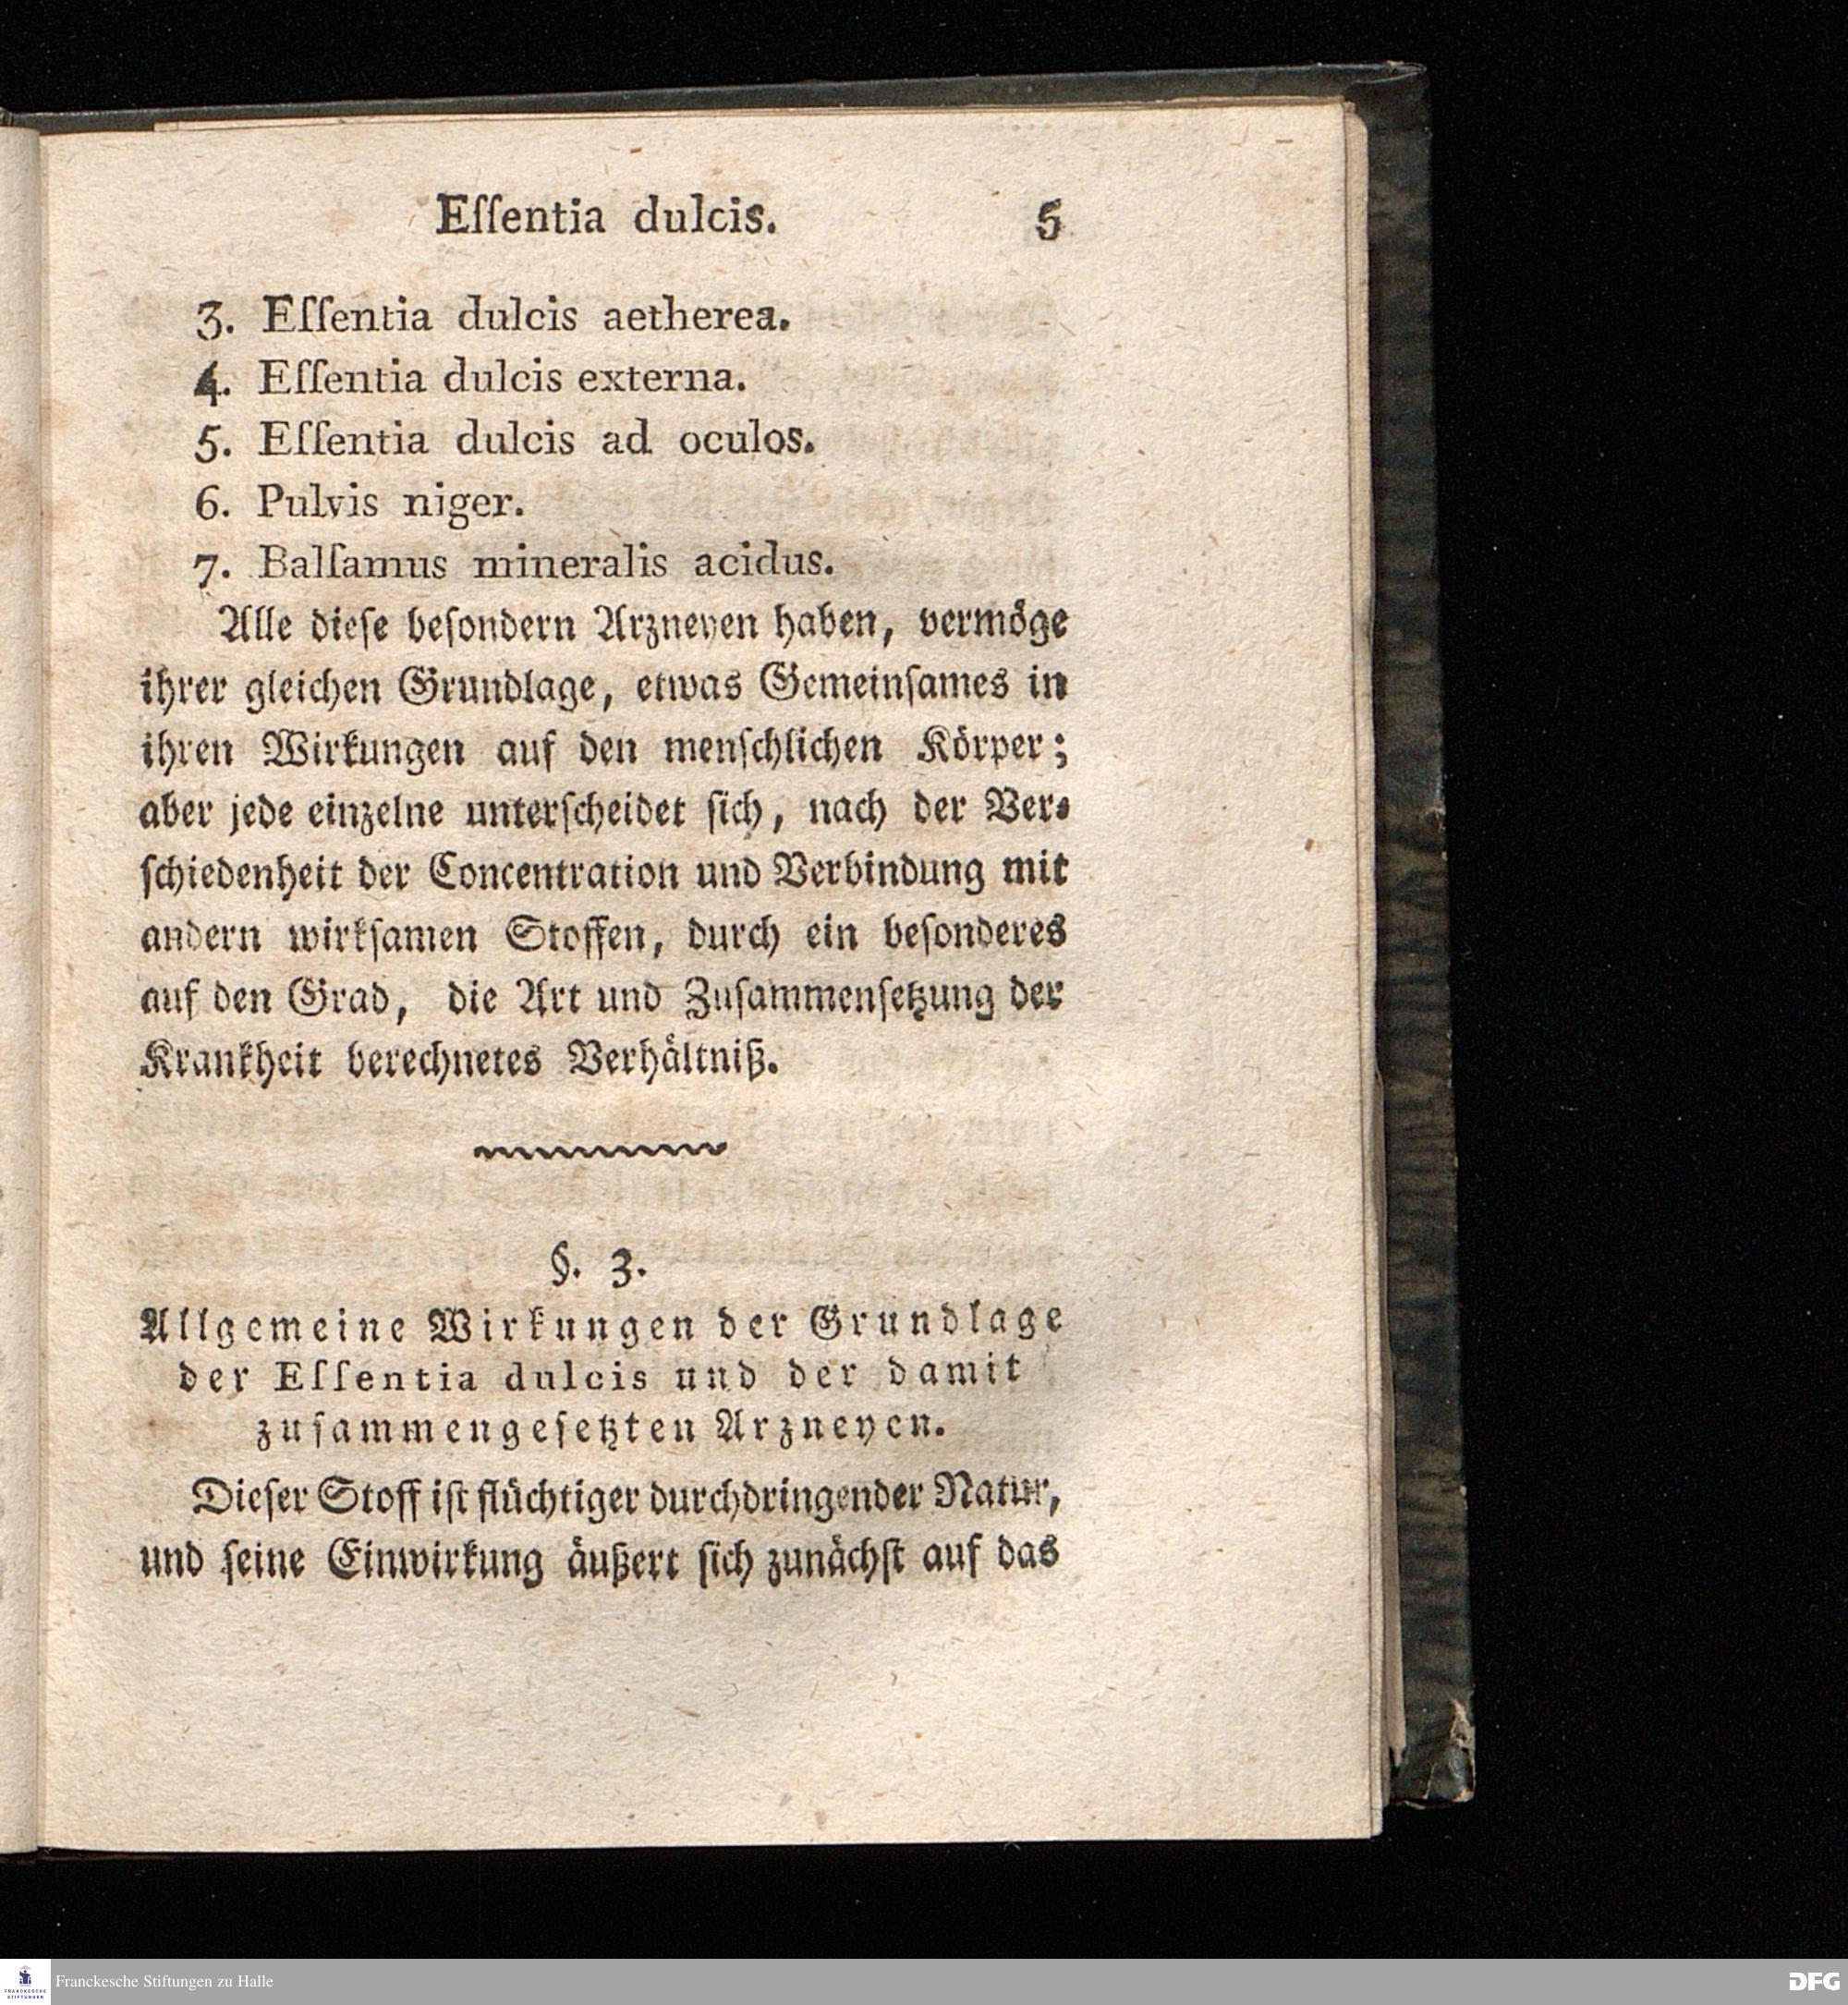 Eſſentia dulcis. 5
3. Eſſentia dulcis aetherea.
4. Eſſentia dulcis externa.
5. Eſſentia dulcis ad oculos.
6. Pulvis niger.
7. Balſamus mineralis acidus.
Alle dieſe beſondern Arzneyen haben, vermöge
ihrer gleichen Grundlage, etwas Gemeinſames in
ihren Wirkungen auf den menſchlichen Körper;
aber jede einzelne unterſcheidet ſich, nach der Ver⸗
ſchiedenheit der Concentration und Verbindung mit
andern wirkſamen Stoffen, durch ein beſonderes
auf den Grad, die Art und Zuſammenſetzung der
Krankheit berechnetes Verhältniß.
§. 3.
Allgemeine Wirkungen der Grundlage
der Eſſentia dulcis und der damit
zuſammengeſetzten Arzneyen.
Dieſer Stoff iſt flüchtiger durchdringender Natur,
und ſeine Einwirkung äußert ſich zunächſt auf das
FRANCKESCHE
STIFTUNGEN
Franckesche Stiftungen zu Halle
DFG